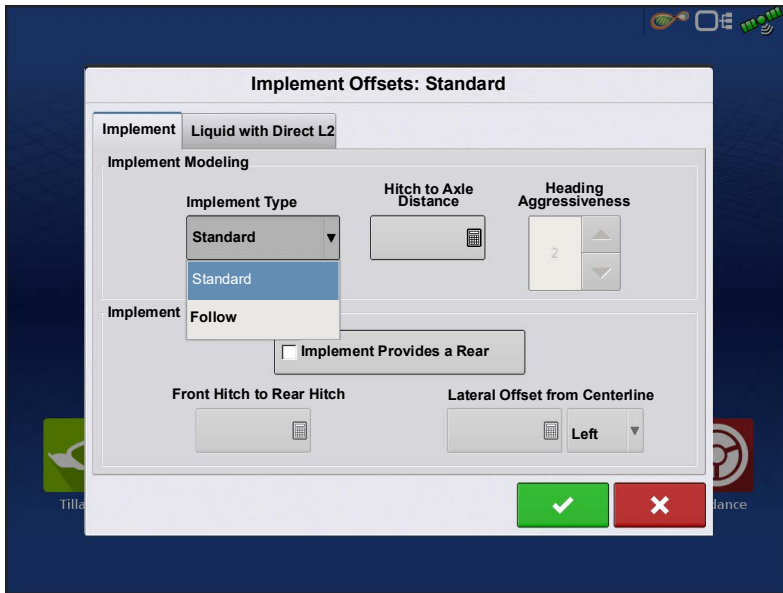 Implement Offsets: Standard
Implement
Liquid with Direct L2
Implement Modeling
Implement Type
Hitch to Axle
Distance
Heading
Aggressiveness
Standard
2
Standard
Follow
Implement
Implement Provides a Rear
Front Hitch to Rear Hitch
Lateral Offset from Centerline
Left
Tilla
dance